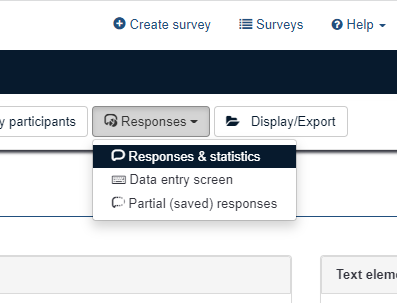 Create survey Surveys Help
y participants Responses Display/Export
Responses & statistics
Data entry screen
Partial (saved) responses
Text eleme